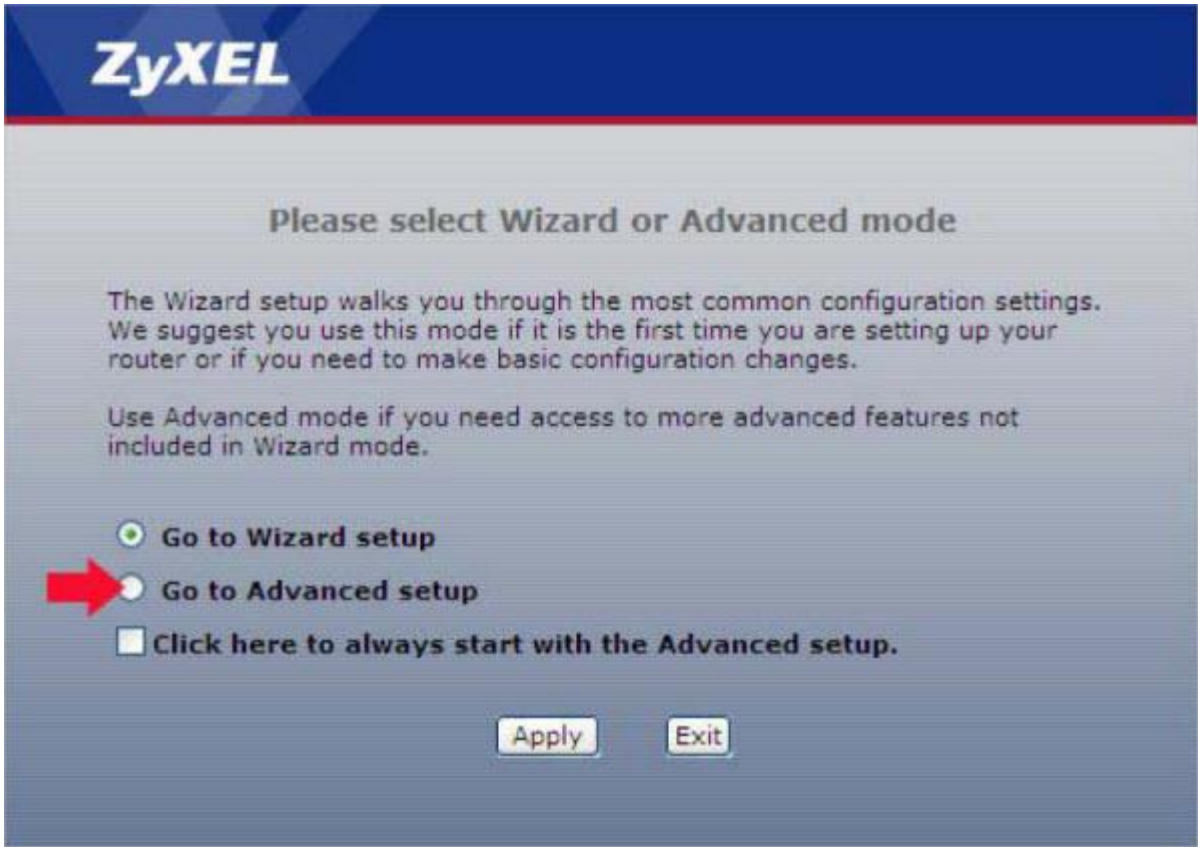 ZyXEL
Please select Wizard or Advanced mode
The Wizard setup walks you through the most common configuration settings.
We suggest you use this mode if it is the first time you are setting up your
router or if you need to make basic configuration changes.
Use Advanced mode if you need access to more advanced features not
included in Wizard mode.
Go to Wizard setup
Go to Advanced setup
Click here to always start with the Advanced setup.
Apply Exit